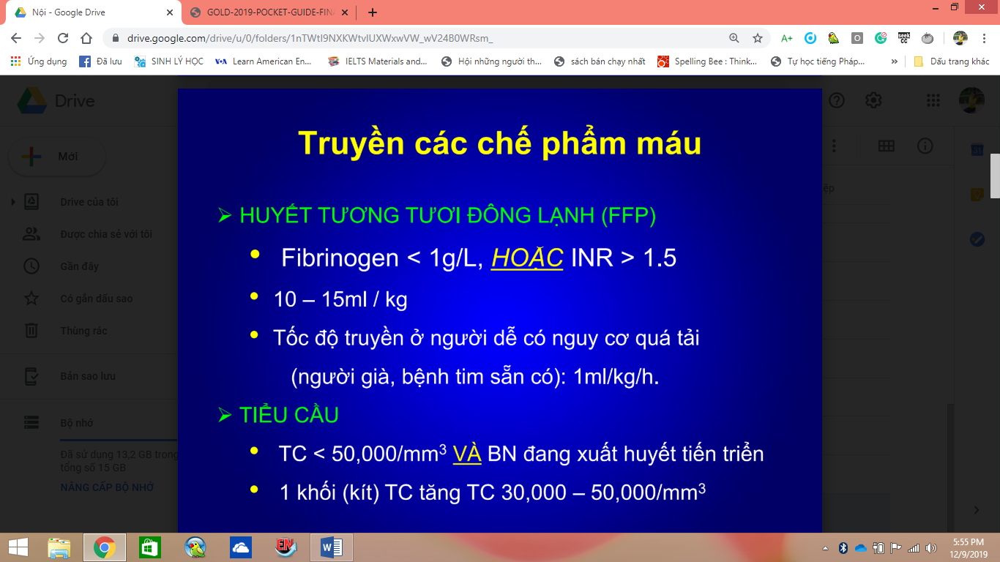 Nội - Google Drive
GOLD-2019-POCKET-GUIDE-FINA
drive.google.com/drive/u/0/folders/1nTWtI9NXKWtvIUXWxwVW_wV24B0WRsm_
A+
seek
CC
Ứng dụng
Đã lưu
SINH LÝ HỌC
Learn American En...
IELTS Materials and...
Hội những người th...
sách bán chạy nhất
Spelling Bee : Think...
Tự học tiếng Pháp...
Dấu trang khác
Drive
Mới
Drive của tôi
Được chia sẻ với tôi
Gần đây
Có gắn dấu sao
Thùng rác
Bản sao lưu
Bộ nhớ
Đã sử dụng 13,2 GB trong
tổng số 15 GB
NÂNG CẤP BỘ NHỚ
Truyền các chế phẩm máu
HUYẾT TƯƠNG TƯƠI ĐÔNG LẠNH (FFP)
Fibrinogen < 1g/L, HOẶC INR > 1.5
10 – 15ml / kg
Tốc độ truyền ở người dễ có nguy cơ quá tải
(người già, bệnh tim sẵn có): 1ml/kg/h.
TIỂU CẦU
TC < 50,000/mm³ VÀ BN đang xuất huyết tiến triển
1 khối (kít) TC tăng TC 30,000 – 50,000/mm³
5:55 PM
12/9/2019